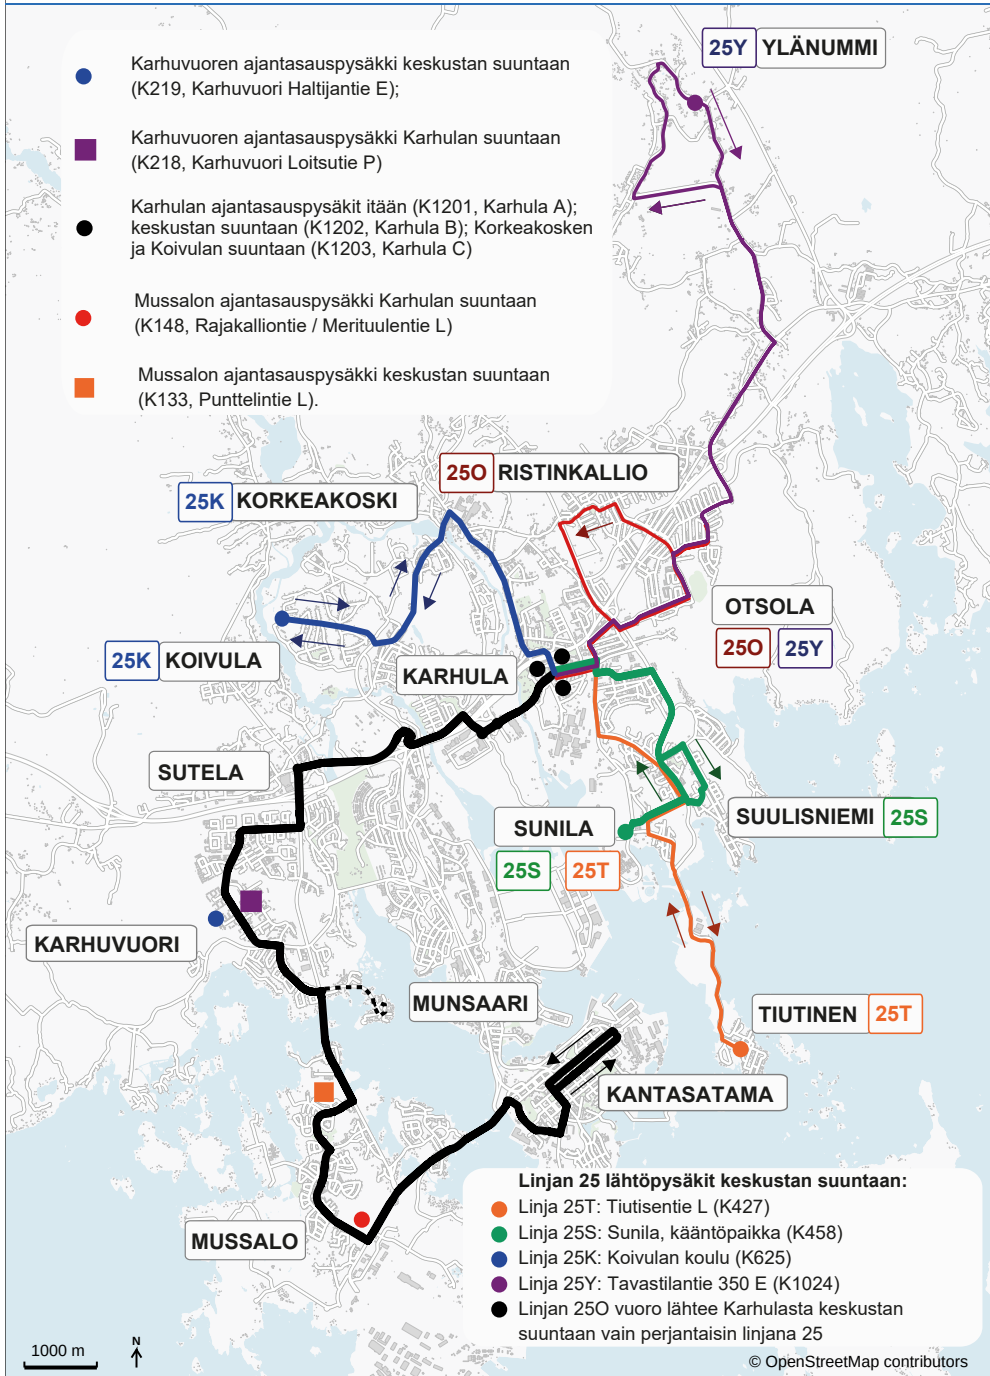 25Y YLÄNUMMI
Karhuvuoren ajantasauspysäkki keskustan suuntaan
(K219, Karhuvuori Haltijantie E);
Karhuvuoren ajantasauspysäkki Karhulan suuntaan
(K218, Karhuvuori Loitsutie P)
Karhulan ajantasauspysäkit itään (K1201, Karhula A);
keskustan suuntaan (K1202, Karhula B); Korkeakosken
ja Koivulan suuntaan (K1203, Karhula C)
Mussalon ajantasauspysäkki Karhulan suuntaan
(K148, Rajakalliontie / Merituulentie L)
Mussalon ajantasauspysäkki keskustan suuntaan
(K133, Punttelintie L).
25O RISTINKALLIO
25K KORKEAKOSKI
OTSOLA
25O 25Y
25K KOIVULA
KARHULA
SUTELA
SUULISNIEMI 25S
SUNILA
25S 25T
KARHUVUORI
MUNSAARI
TIUTINEN 25T
KANTASATAMA
MUSSALO
Linjan 25 lähtöpysäkit keskustan suuntaan:
Linja 25T: Tiutisentie L (K427)
Linja 25S: Sunila, kääntöpaikka (K458)
Linja 25K: Koivulan koulu (K625)
Linja 25Y: Tavastilantie 350 E (K1024)
Linjan 25O vuoro lähtee Karhulasta keskustan
suuntaan vain perjantaisin linjana 25
1000 m
N
© OpenStreetMap contributors